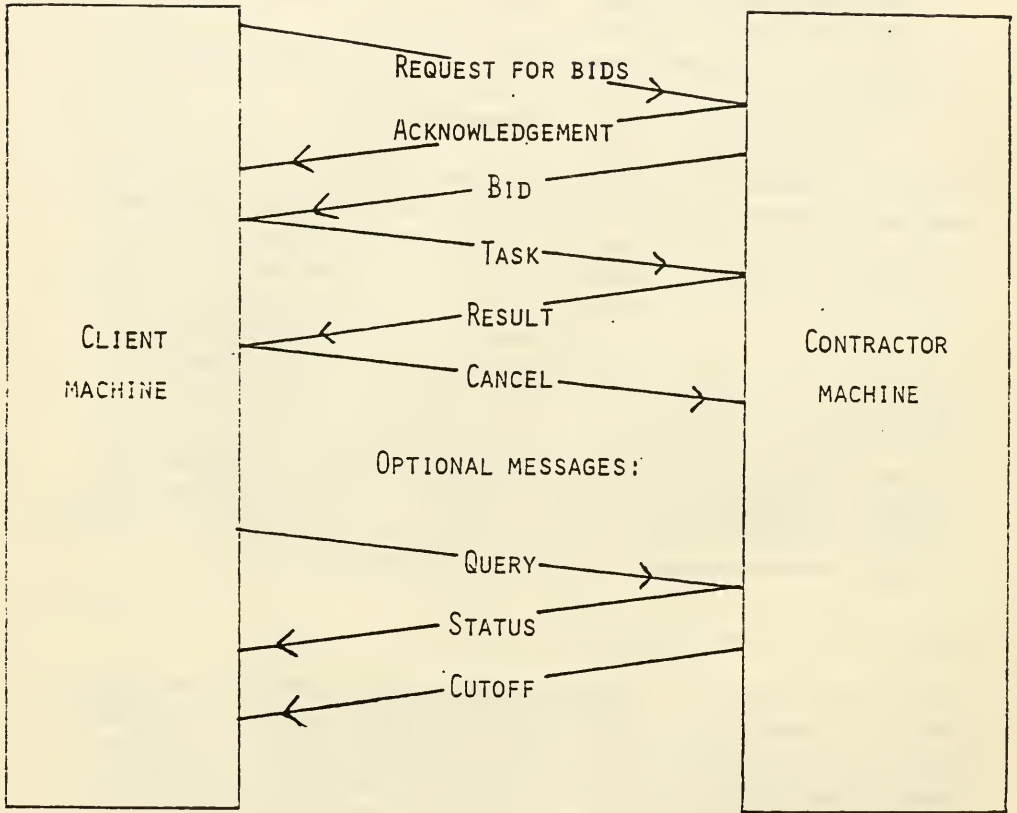 REQUEST FOR BIDS
ACKNOWLEDGEMENT
BID
TASK
RESULT
CANCEL
CLIENT
MACHINE
CONTRACTOR
MACHINE
OPTIONAL MESSAGES:
QUERY
STATUS
CUTOFF